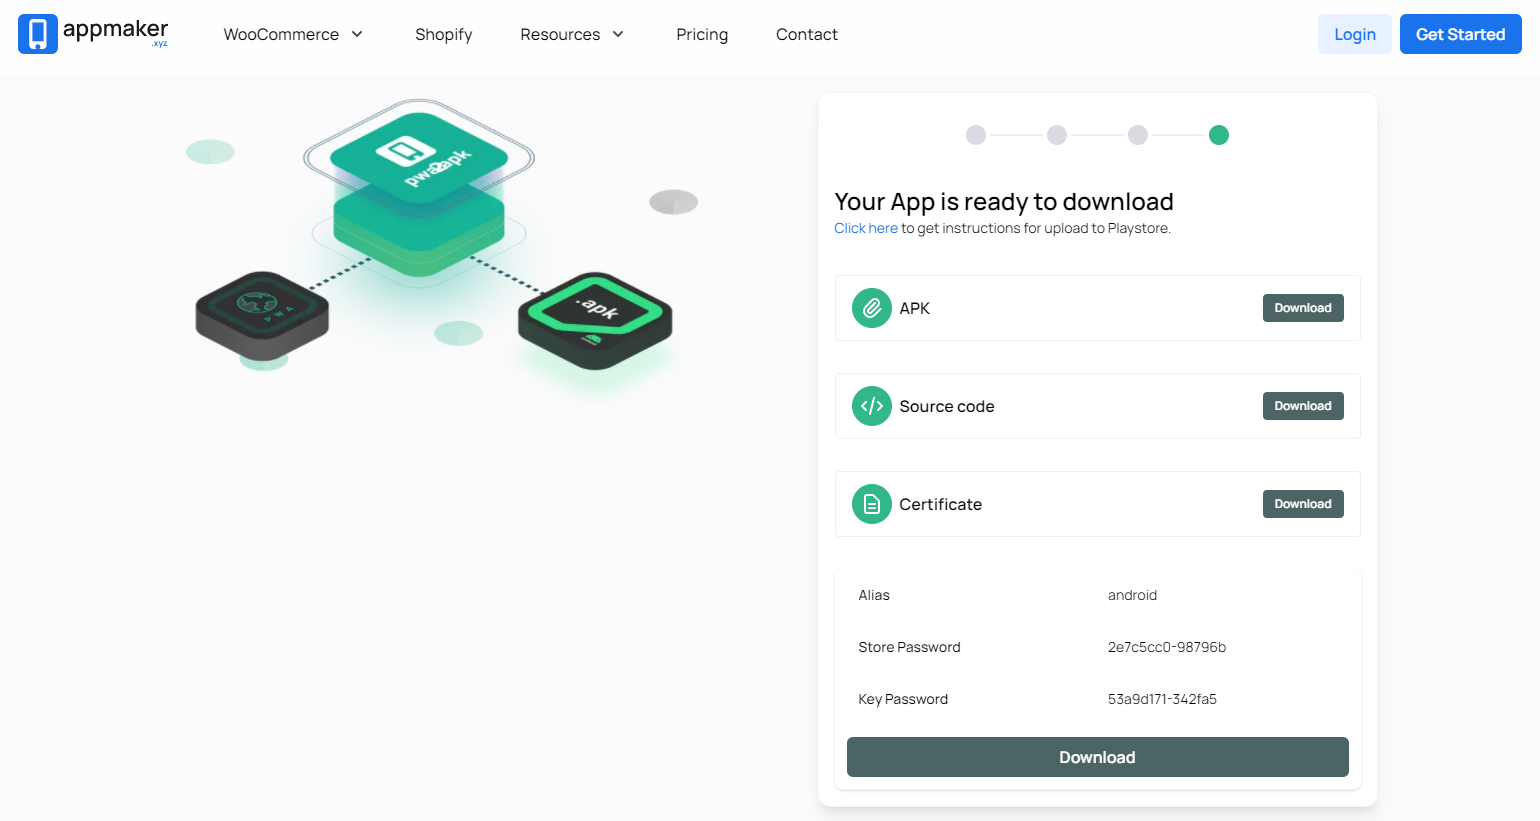 appmaker
.xyz
WooCommerce
Shopify
Resources
Pricing
Contact
Login
Get Started
pwa2apk
PWA
.apk
Your App is ready to download
Click here to get instructions for upload to Playstore.
APK
Download
Source code
Download
Certificate
Download
Alias
android
Store Password
2e7c5cc0-98796b
Key Password
53a9d171-342fa5
Download